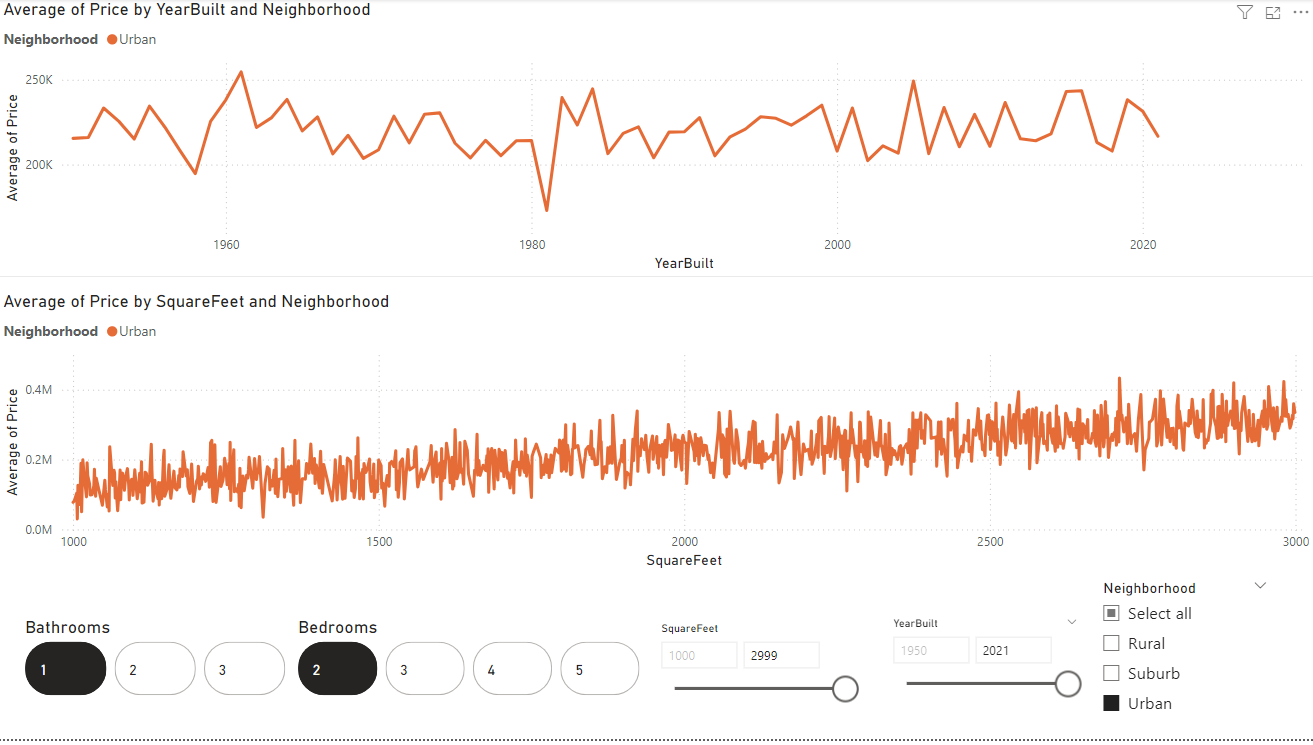 Average of Price by YearBuilt and Neighborhood
Neighborhood Urban
250K
200K
Average of Price
1960 1980 2000 2020
YearBuilt
Average of Price by SquareFeet and Neighborhood
Neighborhood Urban
0.4M
0.2M
0.0M
Average of Price
1000 1500 2000 2500 3000
SquareFeet
Bathrooms
1 2 3
Bedrooms
2 3 4 5
SquareFeet
1000 2999
YearBuilt
1950 2021
Neighborhood
Select all
Rural
Suburb
Urban